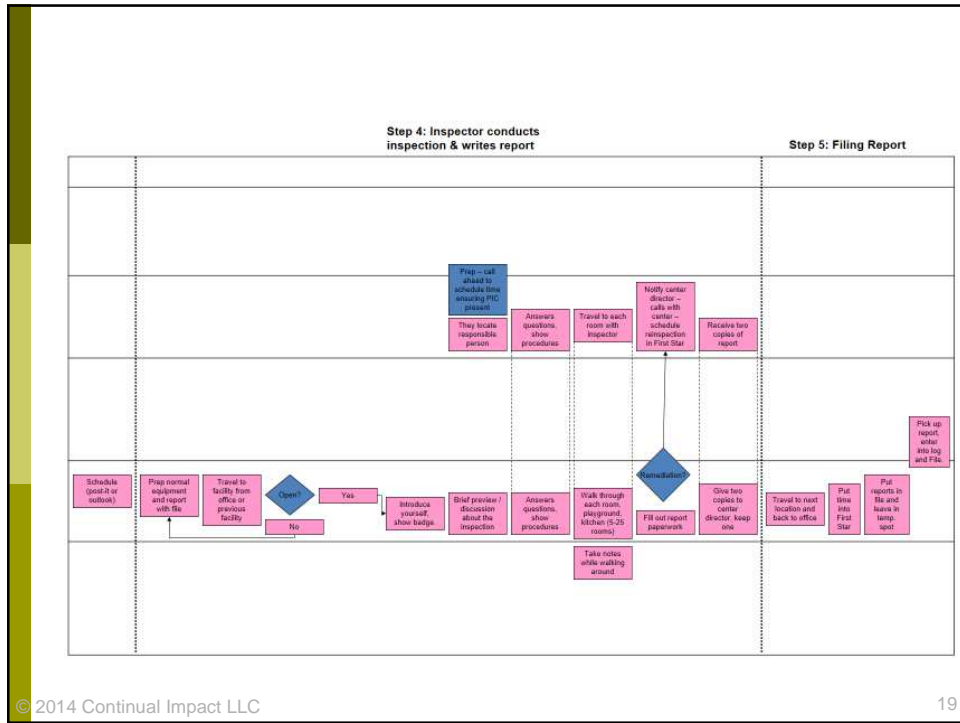 Step 4: Inspector conducts
inspection & writes report
Step 5: Filing Report
Prep – call
ahead to
schedule time
ensuring PIC
present
They locate
responsible
person
Answers
questions,
show
procedures
Travel to each
room with
inspector
Notify center
director –
calls with
center –
schedule
reinspection
in First Star
Receive two
copies of
report
Pick up
report,
enter
into log
and File.
Schedule
(post-it or
outlook)
Prep normal
equipment
and report
with file
Travel to
facility from
office or
previous
facility
Open?
Yes
No
Introduce
yourself,
show badge.
Brief preview /
discussion
about the
inspection
Answers
questions,
show
procedures
Walk through
each room,
playground,
kitchen (5-25
rooms)
Take notes
while walking
around
Remediation?
Fill out report
paperwork
Give two
copies to
center
director, keep
one
Travel to next
location and
back to office
Put
time
into
First
Star
Put
reports in
file and
leave in
temp.
spot
© 2014 Continual Impact LLC
19